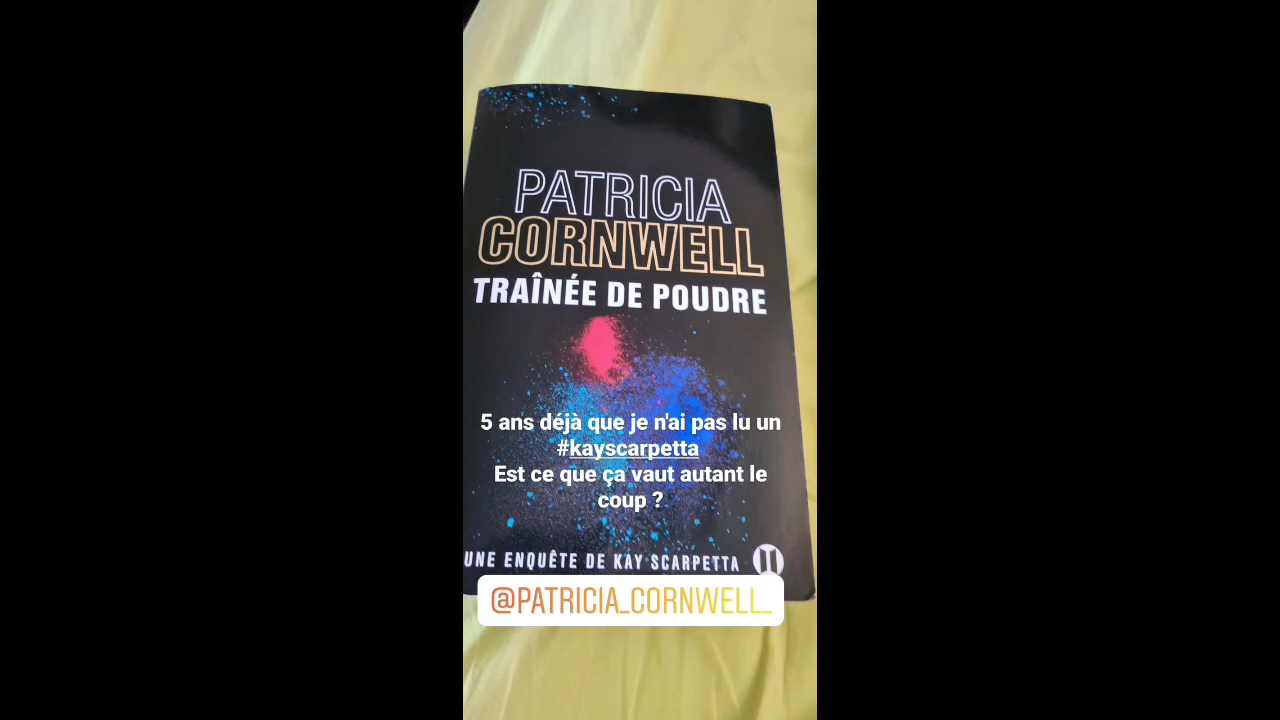 PATRICIA
CORNWELL
TRAÎNÉE DE POUDRE
5 ans déjà que je n'ai pas lu un
#kayscarpetta
Est ce que ça vaut autant le
coup ?
UNE ENQUÊTE DE KAY SCARPETTA
@PATRICIA_CORNWELL_